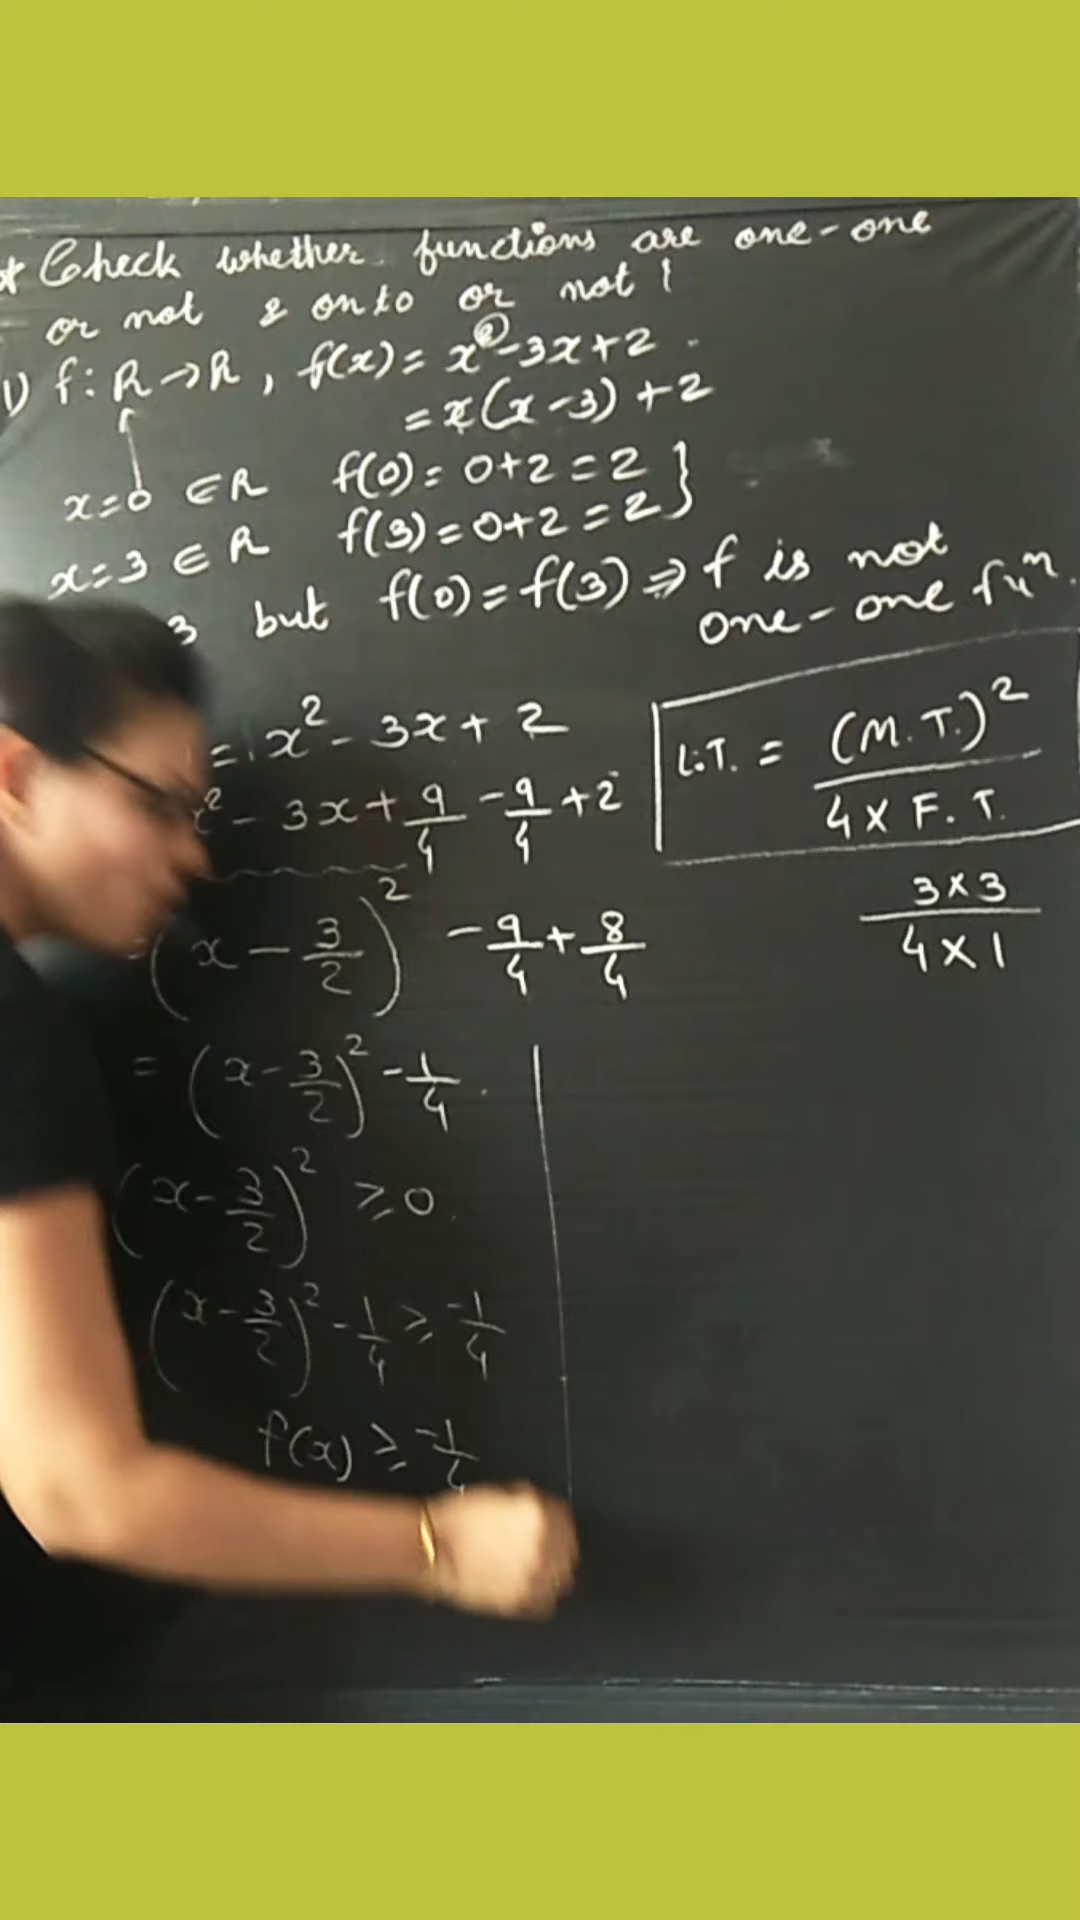 * Check whether functions are one-one
or not & onto or not !
1) f: R→R, f(x) = x² - 3x + 2
= x(x-3) + 2
x=0 ∈ R f(0) = 0+2 = 2 }
x=3 ∈ R f(3) = 0+2 = 2
3 but f(0) = f(3) ⇒ f is not
one-one fuⁿ.
= x² - 3x + 2
x² - 3x + 9/4 - 9/4 + 2
L.T. = (M.T.)² / 4 × F.T.
(x - 3/2)² - 9/4 + 8/4
3×3 / 4×1
= (x - 3/2)² - 1/4
(x - 3/2)² ≥ 0
(x - 3/2)² - 1/4 ≥ -1/4
f(x) ≥ -1/4